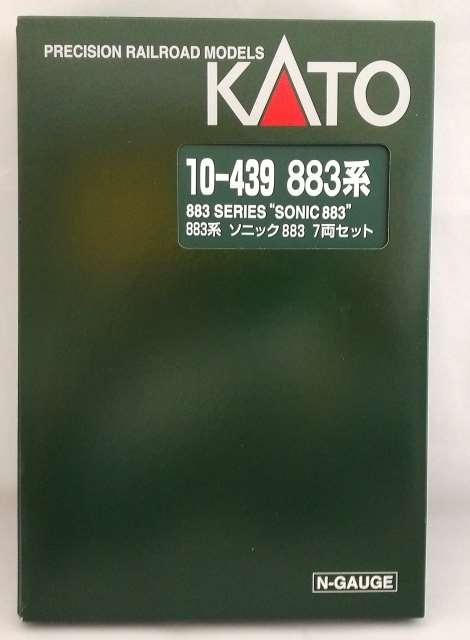 PRECISION RAILROAD MODELS
KATO
10-439 883系
883 SERIES "SONIC 883"
883系 ソニック883 7両セット
N-GAUGE